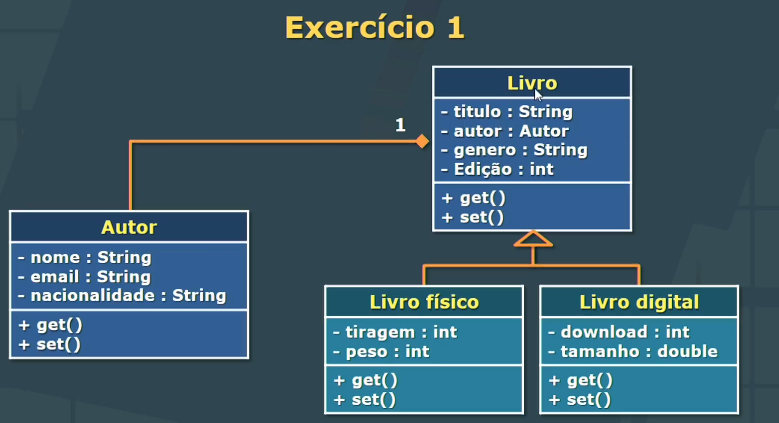 Exercício 1
Livro
- titulo : String
- autor : Autor
- genero : String
- Edição : int
+ get()
+ set()
1
Autor
- nome : String
- email : String
- nacionalidade : String
+ get()
+ set()
Livro físico
- tiragem : int
- peso : int
+ get()
+ set()
Livro digital
- download : int
- tamanho : double
+ get()
+ set()